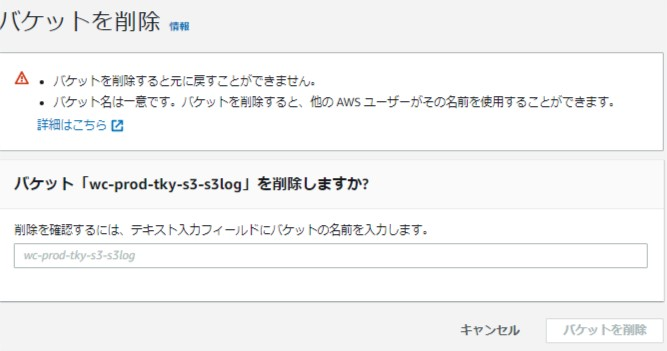 バケットを削除 情報
• バケットを削除すると元に戻すことができません。
• バケット名は一意です。バケットを削除すると、他の AWS ユーザーがその名前を使用することができます。
詳細はこちら
バケット「wc-prod-tky-s3-s3log」を削除しますか?
削除を確認するには、テキスト入力フィールドにバケットの名前を入力します。
wc-prod-tky-s3-s3log
キャンセル バケットを削除